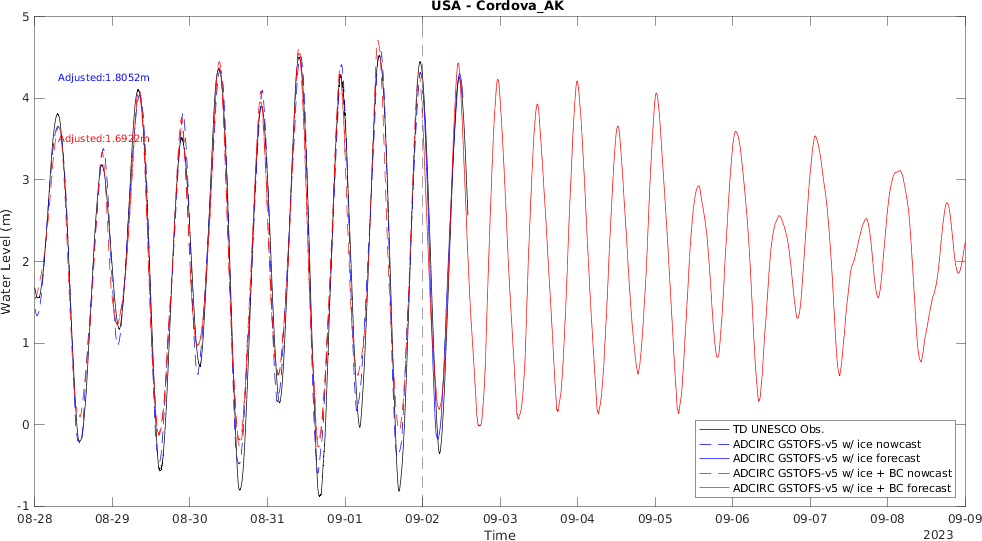 USA - Cordova_AK
5
4
3
2
1
0
-1
Water Level (m)
Adjusted:1.8052m
Adjusted:1.6922m
TD UNESCO Obs.
ADCIRC GSTOFS-v5 w/ ice nowcast
ADCIRC GSTOFS-v5 w/ ice forecast
ADCIRC GSTOFS-v5 w/ ice + BC nowcast
ADCIRC GSTOFS-v5 w/ ice + BC forecast
08-28 08-29 08-30 08-31 09-01 09-02 09-03 09-04 09-05 09-06 09-07 09-08 09-09
Time
2023